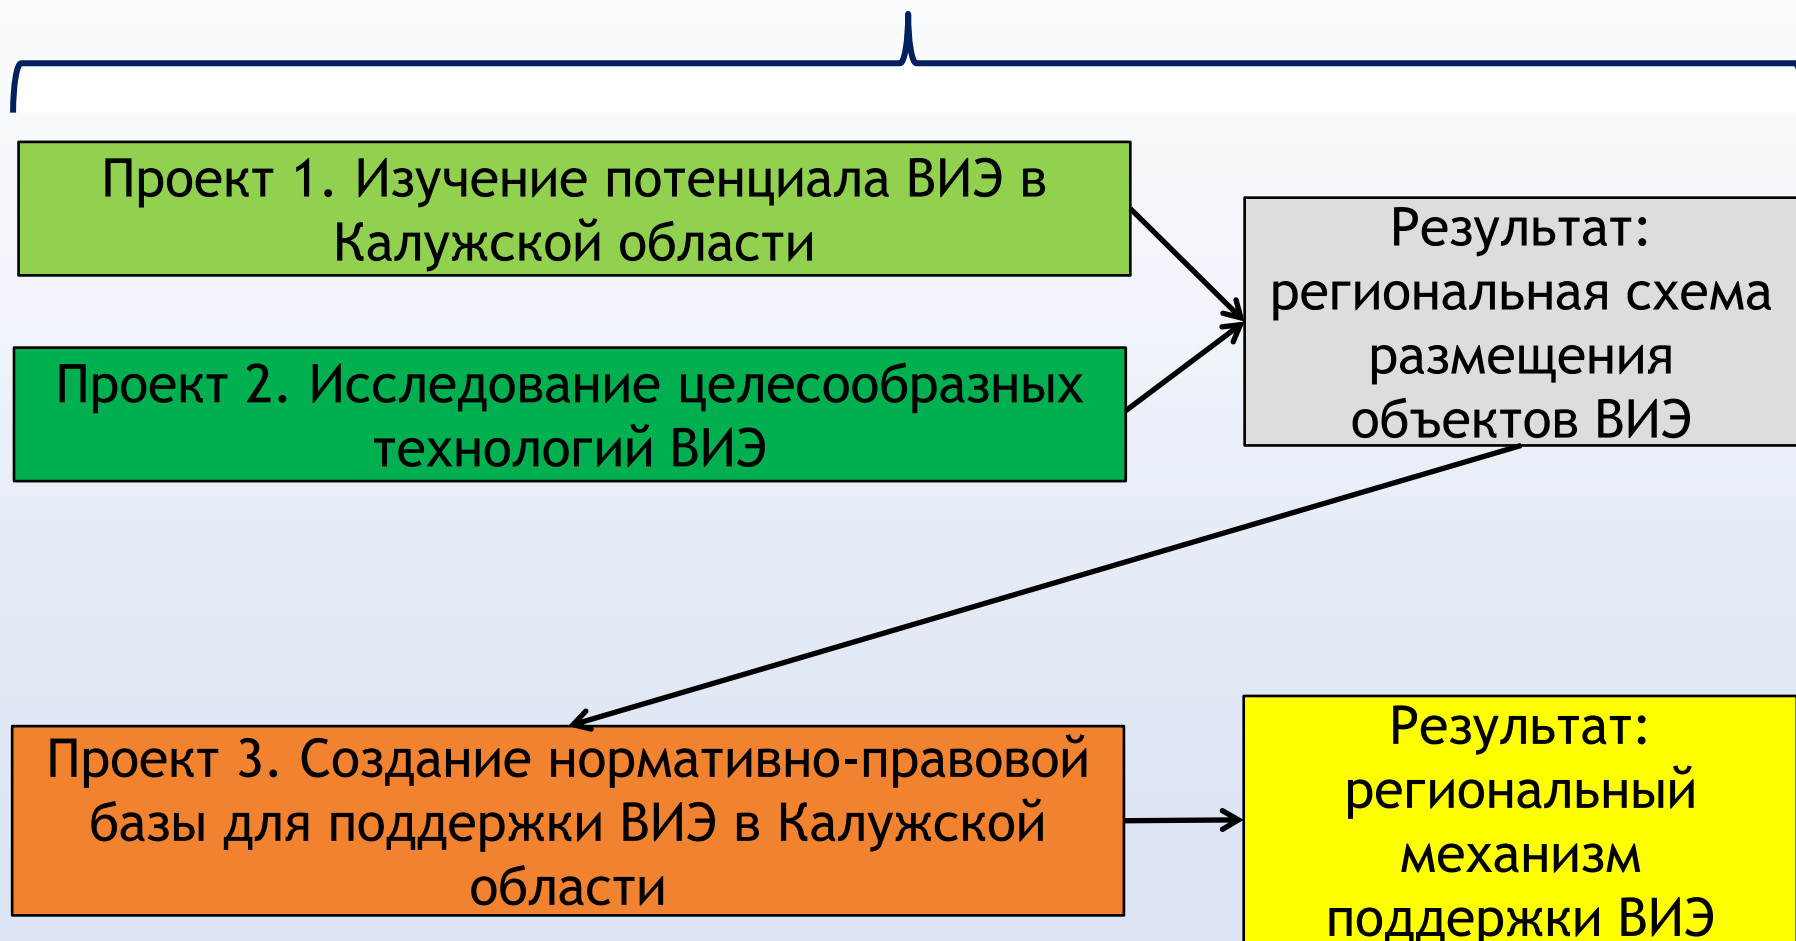 Проект 1. Изучение потенциала ВИЭ в
Калужской области
Результат:
региональная схема
размещения
объектов ВИЭ
Проект 2. Исследование целесообразных
технологий ВИЭ
Проект 3. Создание нормативно-правовой
базы для поддержки ВИЭ в Калужской
области
Результат:
региональный
механизм
поддержки ВИЭ